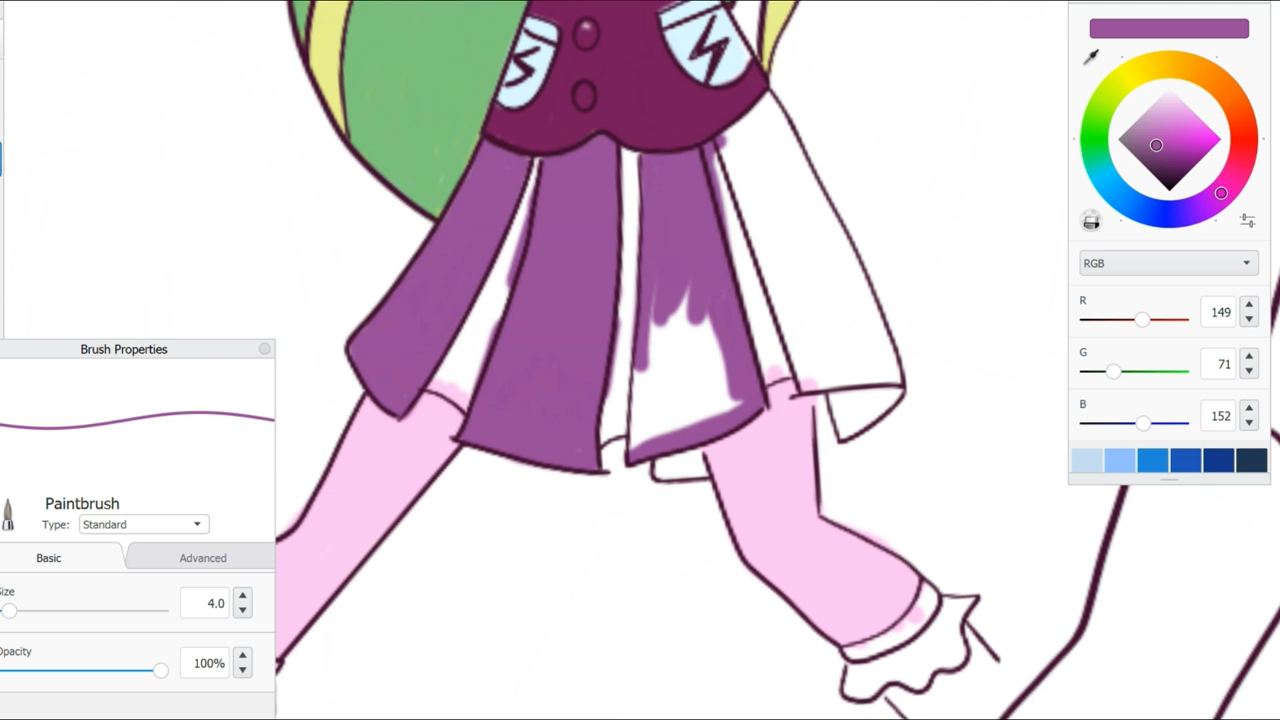 RGB
R
149
G
71
B
152
Brush Properties
Paintbrush
Type: Standard
Basic Advanced
Size
4.0
Opacity
100%